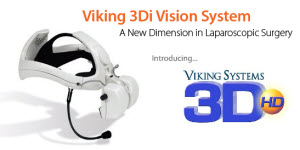 Viking 3Di Vision System
A New Dimension in Laparoscopic Surgery
Introducing...
VIKING SYSTEMS
3D HD